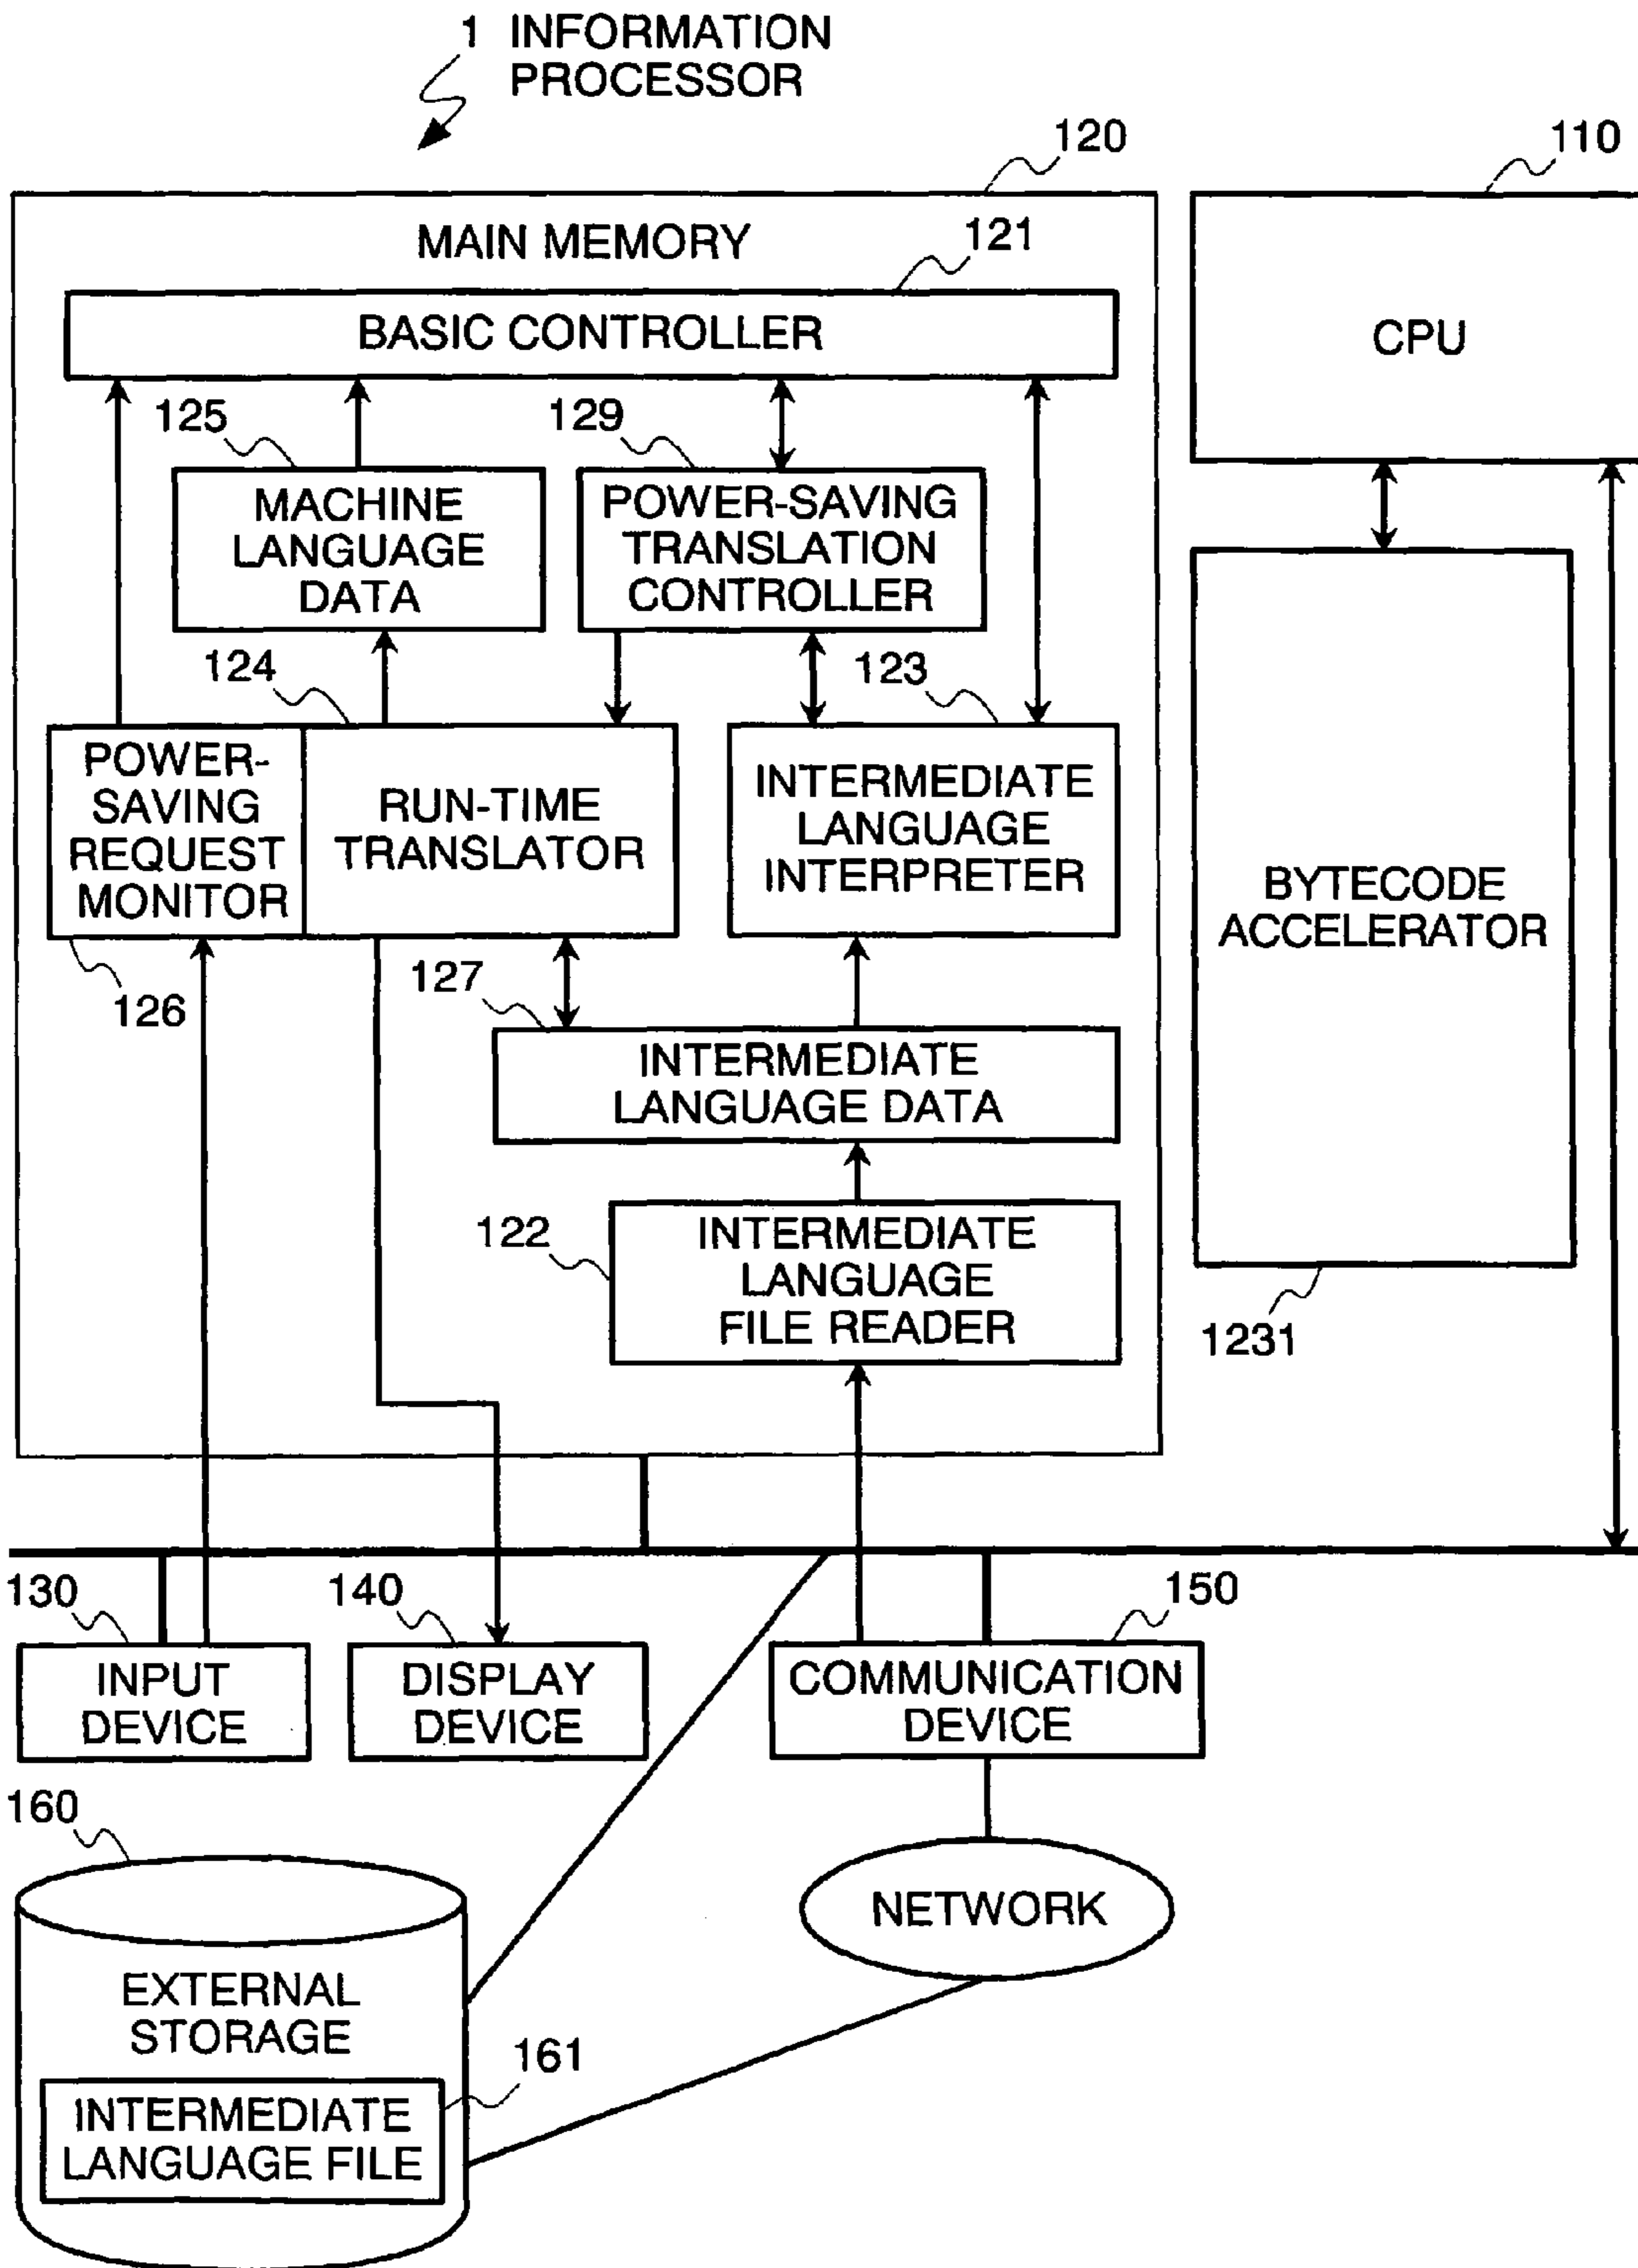 1 INFORMATION
PROCESSOR
120
110
MAIN MEMORY
121
BASIC CONTROLLER
CPU
125
129
MACHINE
LANGUAGE
DATA
POWER-SAVING
TRANSLATION
CONTROLLER
124
123
POWER-
SAVING
REQUEST
MONITOR
RUN-TIME
TRANSLATOR
INTERMEDIATE
LANGUAGE
INTERPRETER
BYTECODE
ACCELERATOR
126
127
INTERMEDIATE
LANGUAGE DATA
122
INTERMEDIATE
LANGUAGE
FILE READER
1231
130
140
150
INPUT
DEVICE
DISPLAY
DEVICE
COMMUNICATION
DEVICE
160
NETWORK
EXTERNAL
STORAGE
161
INTERMEDIATE
LANGUAGE FILE